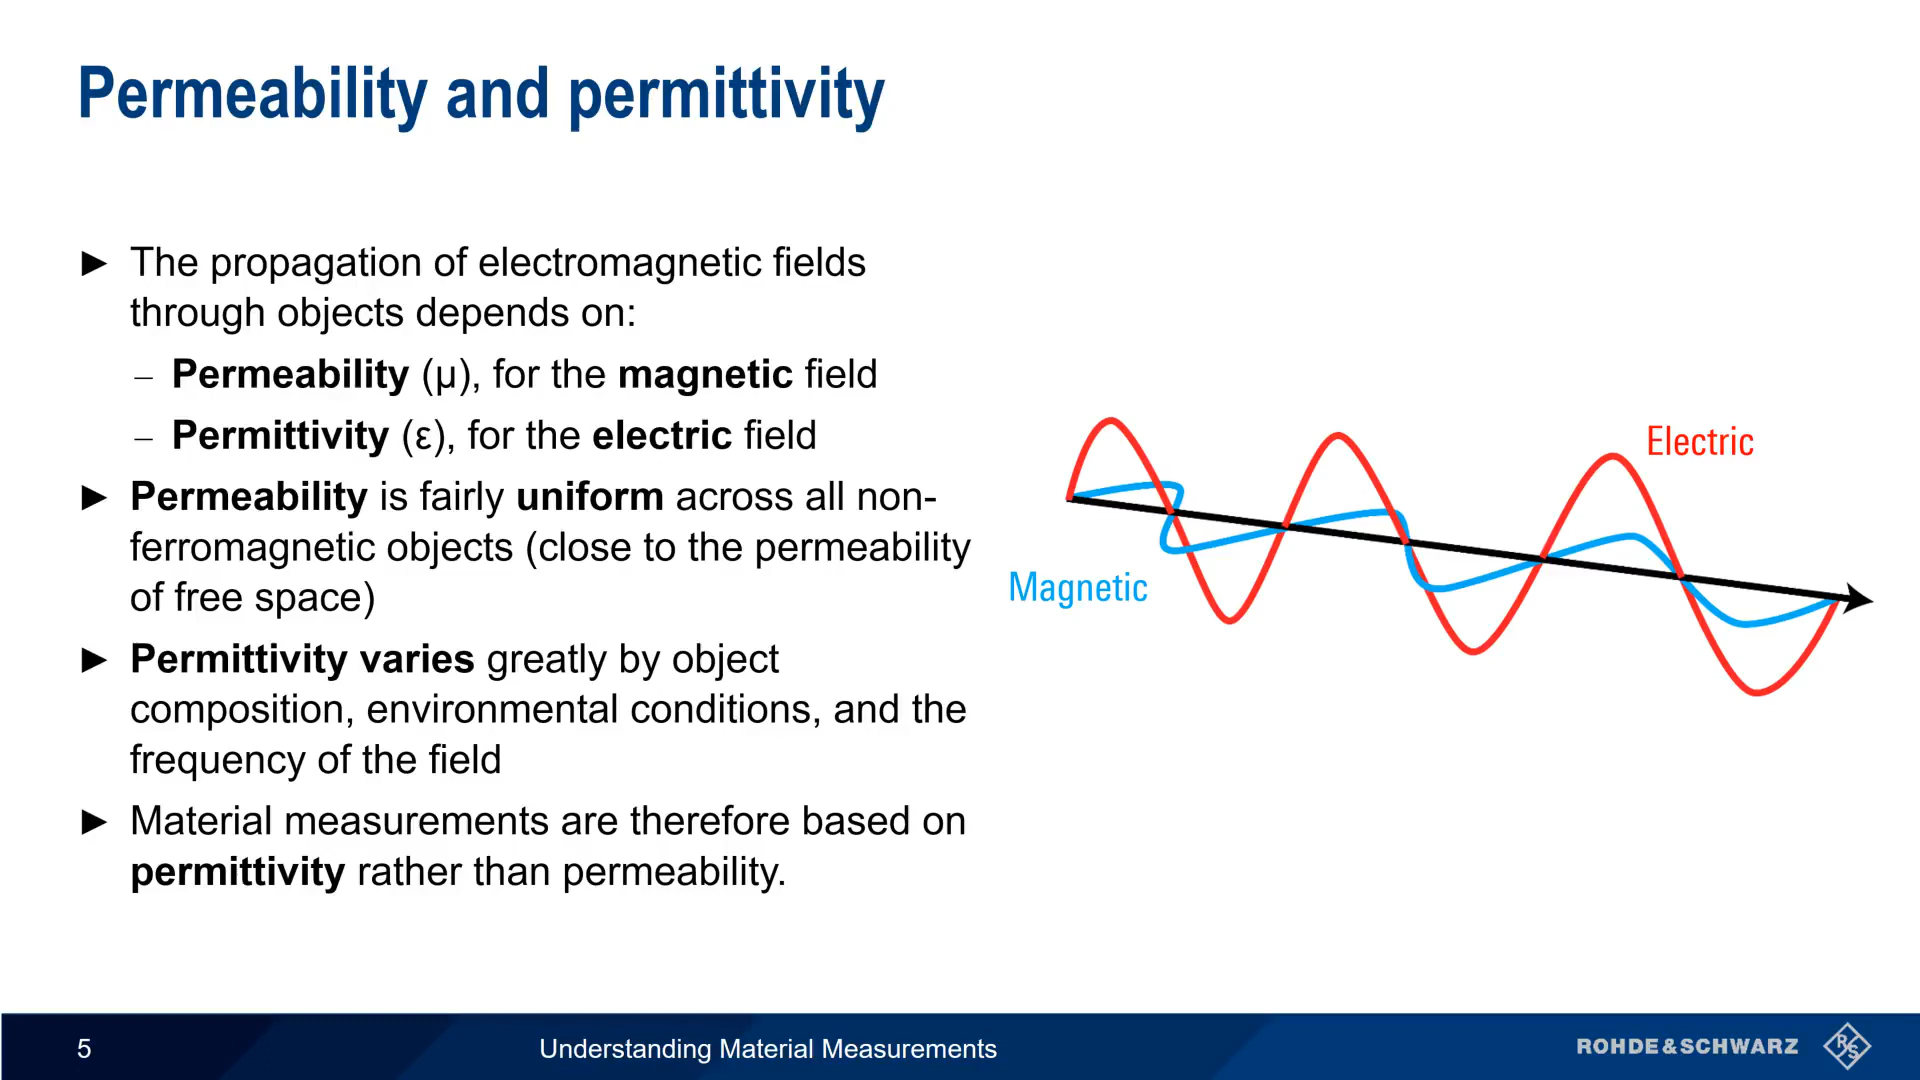 Permeability and permittivity
► The propagation of electromagnetic fields
through objects depends on:
– Permeability (μ), for the magnetic field
– Permittivity (ε), for the electric field
► Permeability is fairly uniform across all non-
ferromagnetic objects (close to the permeability
of free space)
► Permittivity varies greatly by object
composition, environmental conditions, and the
frequency of the field
► Material measurements are therefore based on
permittivity rather than permeability.
Electric
Magnetic
5
Understanding Material Measurements
ROHDE&SCHWARZ
RS